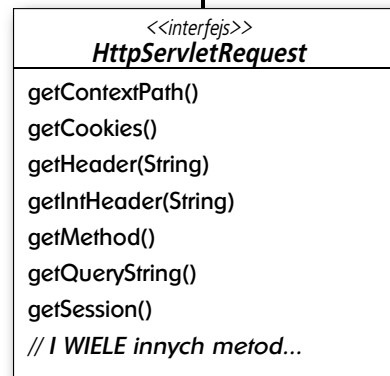 <<interfejs>>
HttpServletRequest
getContextPath()
getCookies()
getHeader(String)
getIntHeader(String)
getMethod()
getQueryString()
getSession()
// I WIELE innych metod...